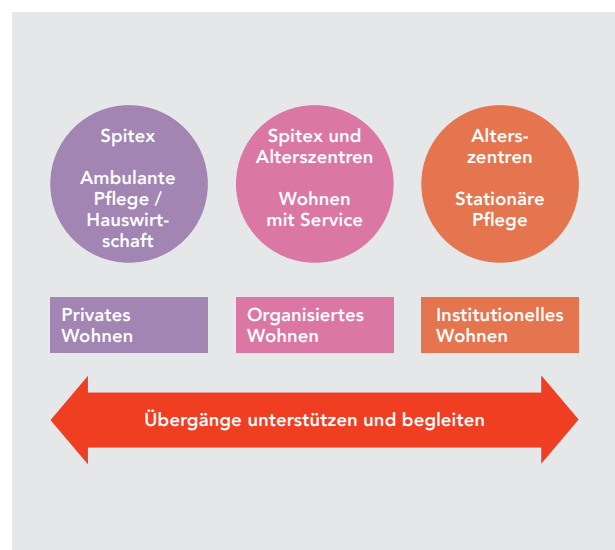 Spitex
Ambulante
Pflege /
Hauswirt-
schaft
Spitex und
Alterszentren
Wohnen
mit Service
Alters-
zentren
Stationäre
Pflege
Privates
Wohnen
Organisiertes
Wohnen
Institutionelles
Wohnen
Übergänge unterstützen und begleiten